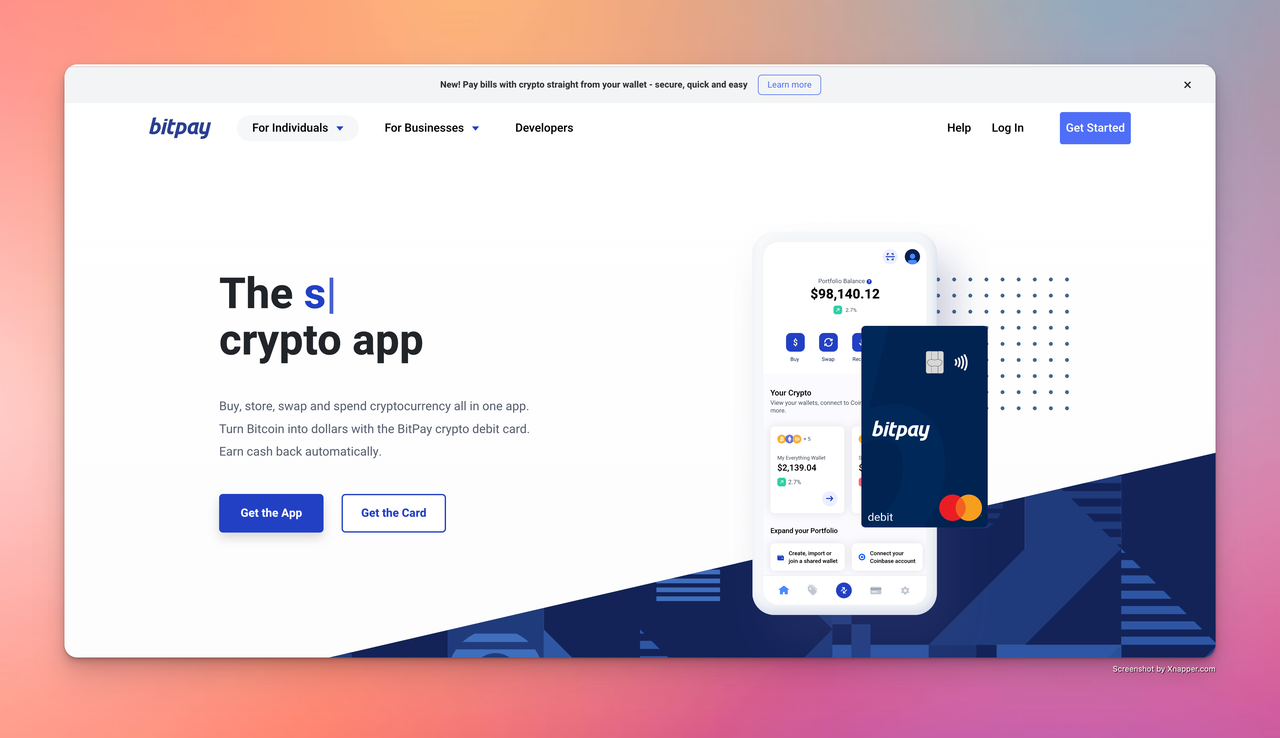 New! Pay bills with crypto straight from your wallet - secure, quick and easy
Learn more
bitpay
For Individuals
For Businesses
Developers
Help
Log In
Get Started
The s|
crypto app
Buy, store, swap and spend cryptocurrency all in one app.
Turn Bitcoin into dollars with the BitPay crypto debit card.
Earn cash back automatically.
Get the App
Get the Card
Portfolio Balance
$98,140.12
2.7%
Buy
Swap
Your Crypto
View your wallets, connect to
more.
+ 5
My Everything Wallet
$2,139.04
2.7%
bitpay
debit
Expand your Portfolio
Create, import or
join a shared wallet
Connect your
Coinbase account
Screenshot by Xnapper.com